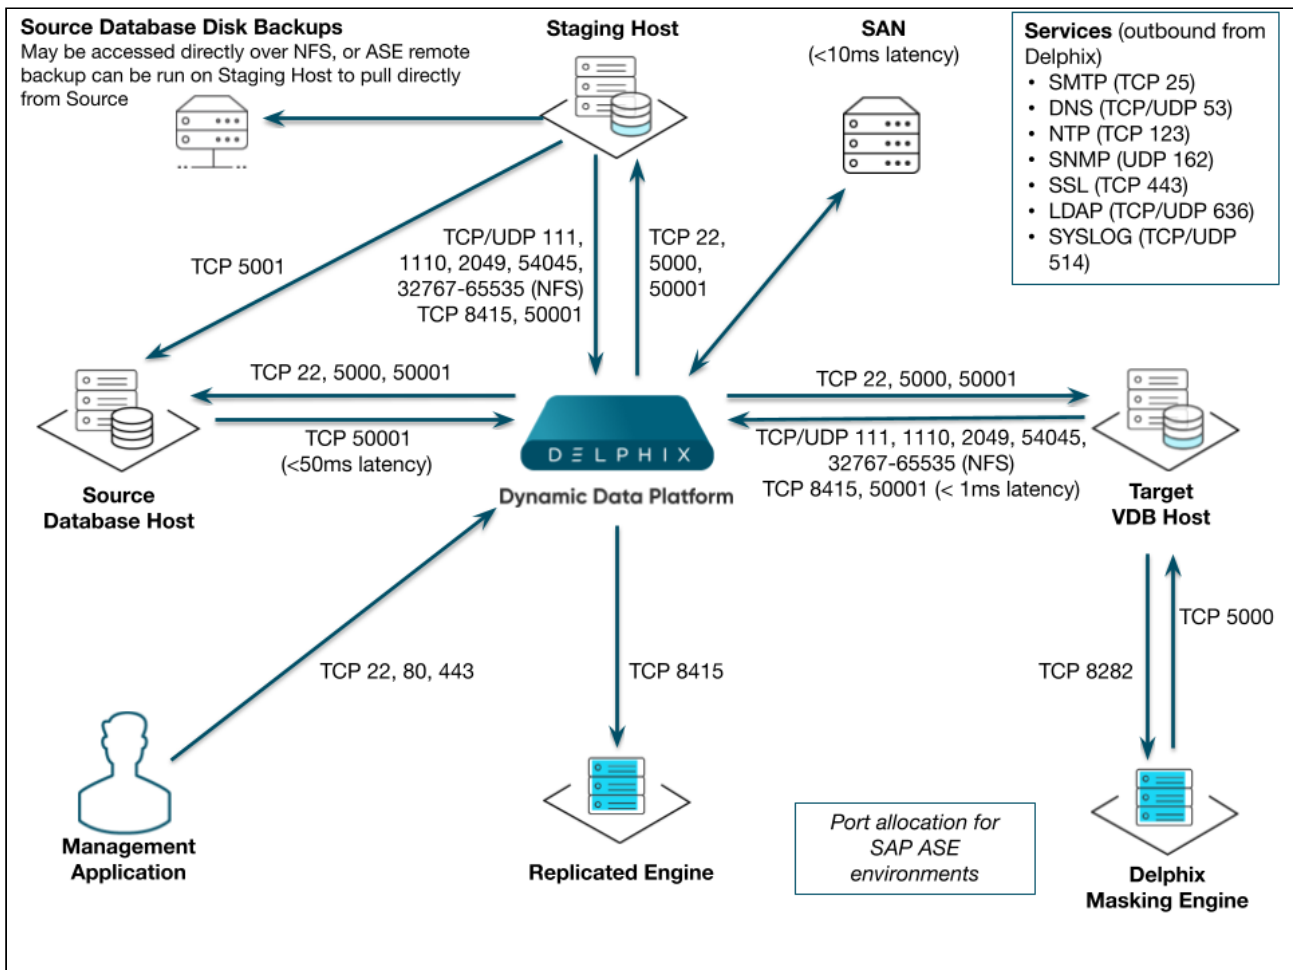 Source Database Disk Backups
May be accessed directly over NFS, or ASE remote
backup can be run on Staging Host to pull directly
from Source
Staging Host
SAN
(<10ms latency)
Services (outbound from
Delphix)
• SMTP (TCP 25)
• DNS (TCP/UDP 53)
• NTP (TCP 123)
• SNMP (UDP 162)
• SSL (TCP 443)
• LDAP (TCP/UDP 636)
• SYSLOG (TCP/UDP
514)
TCP 5001
TCP/UDP 111,
1110, 2049, 54045,
32767-65535 (NFS)
TCP 8415, 50001
TCP 22,
5000,
50001
TCP 22, 5000, 50001
TCP 50001
(<50ms latency)
Source
Database Host
DELPHIX
Dynamic Data Platform
TCP 22, 5000, 50001
TCP/UDP 111, 1110, 2049, 54045,
32767-65535 (NFS)
TCP 8415, 50001 (< 1ms latency)
Target
VDB Host
TCP 22, 80, 443
TCP 8415
TCP 8282
TCP 5000
Management
Application
Replicated Engine
Port allocation for
SAP ASE
environments
Delphix
Masking Engine